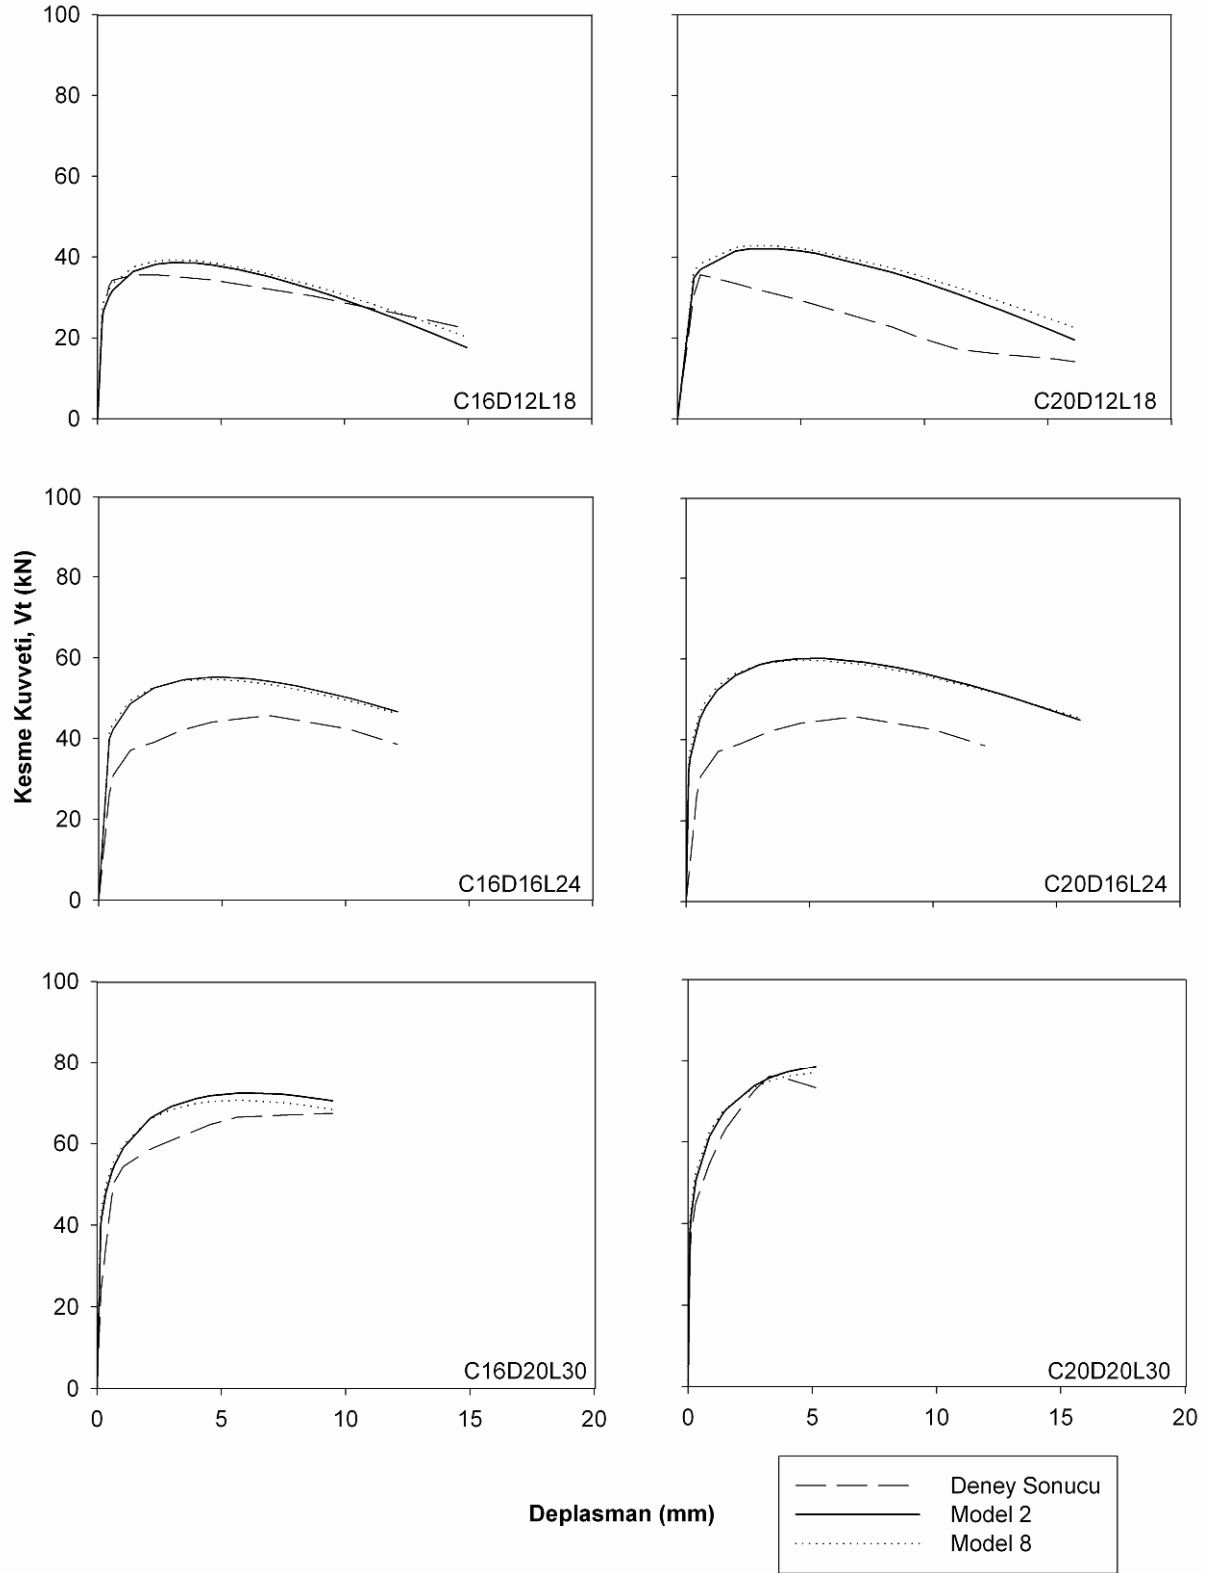 100
80
60
40
20
0
C16D12L18
C20D12L18
100
80
60
40
20
0
C16D16L24
C20D16L24
Kesme Kuvveti, Vt (kN)
100
80
60
40
20
0
C16D20L30
C20D20L30
0 5 10 15 20
0 5 10 15 20
Deplasman (mm)
Deney Sonucu
Model 2
Model 8